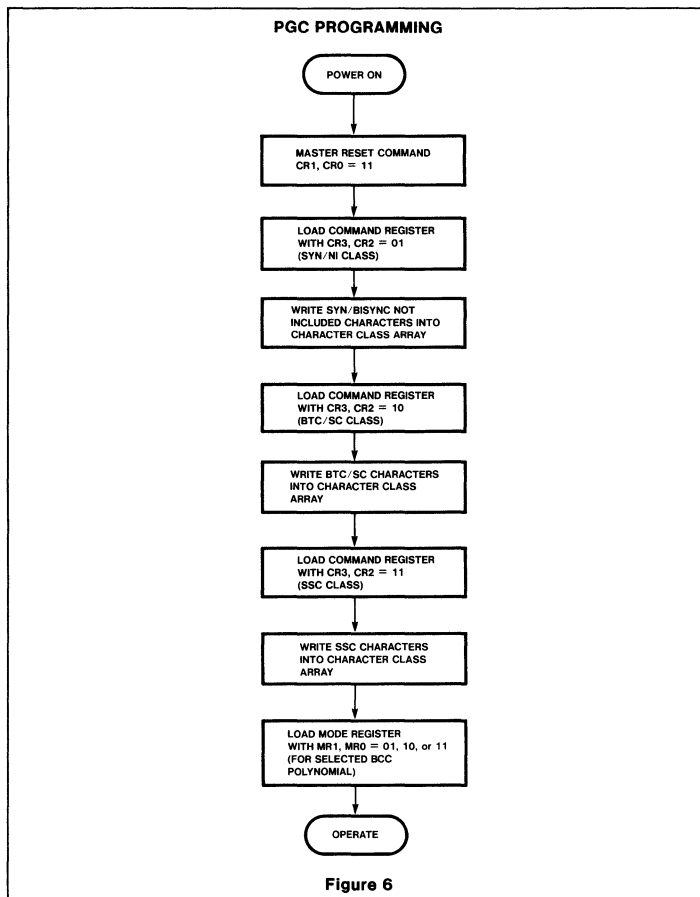 PGC PROGRAMMING
POWER ON
MASTER RESET COMMAND
CR1, CR0 = 11
LOAD COMMAND REGISTER
WITH CR3, CR2 = 01
(SYN/NI CLASS)
WRITE SYN/BISYNC NOT
INCLUDED CHARACTERS INTO
CHARACTER CLASS ARRAY
LOAD COMMAND REGISTER
WITH CR3, CR2 = 10
(BTC/SC CLASS)
WRITE BTC/SC CHARACTERS
INTO CHARACTER CLASS
ARRAY
LOAD COMMAND REGISTER
WITH CR3, CR2 = 11
(SSC CLASS)
WRITE SSC CHARACTERS
INTO CHARACTER CLASS
ARRAY
LOAD MODE REGISTER
WITH MR1, MR0 = 01, 10, or 11
(FOR SELECTED BCC
POLYNOMIAL)
OPERATE
Figure 6